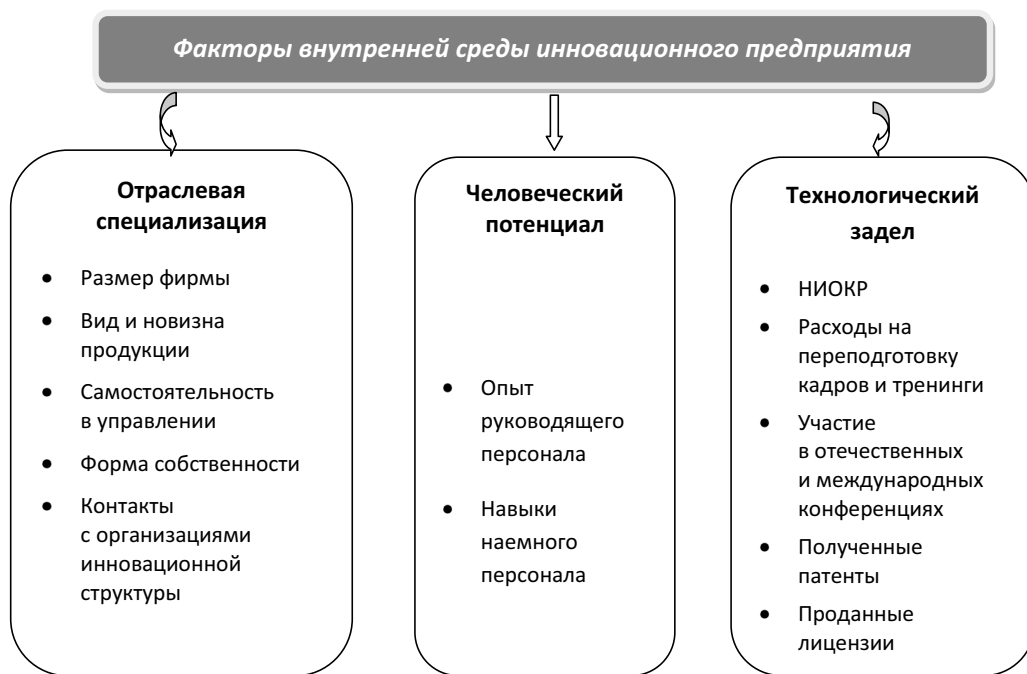 Факторы внутренней среды инновационного предприятия
Отраслевая
специализация
• Размер фирмы
• Вид и новизна
продукции
• Самостоятельность
в управлении
• Форма собственности
• Контакты
с организациями
инновационной
структуры
Человеческий
потенциал
• Опыт
руководящего
персонала
• Навыки
наемного
персонала
Технологический
задел
• НИОКР
• Расходы на
переподготовку
кадров и тренинги
• Участие
в отечественных
и международных
конференциях
• Полученные
патенты
• Проданные
лицензии